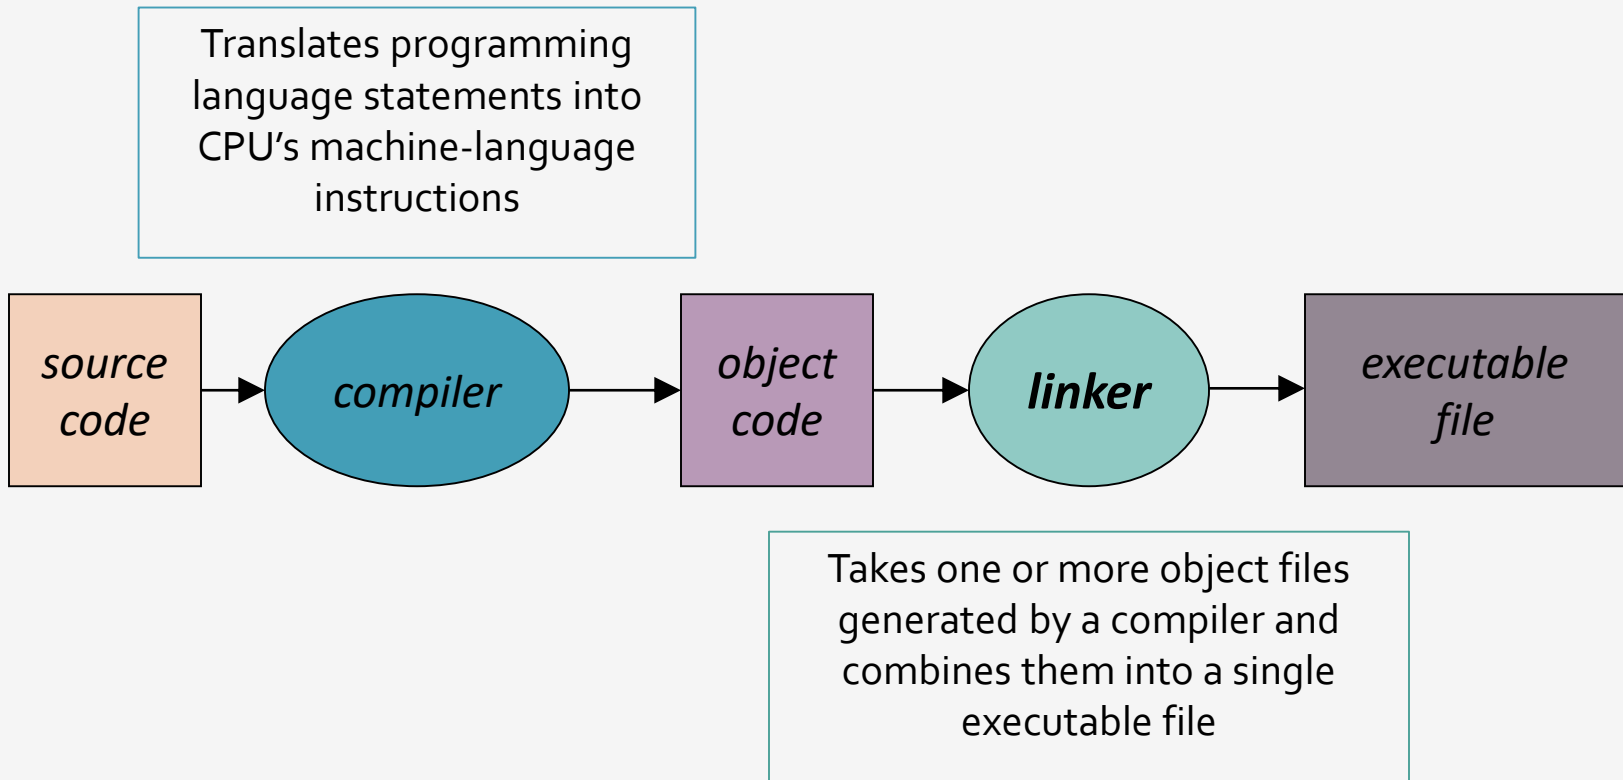 Translates programming
language statements into
CPU’s machine-language
instructions
source
code
compiler
object
code
linker
executable
file
Takes one or more object files
generated by a compiler and
combines them into a single
executable file